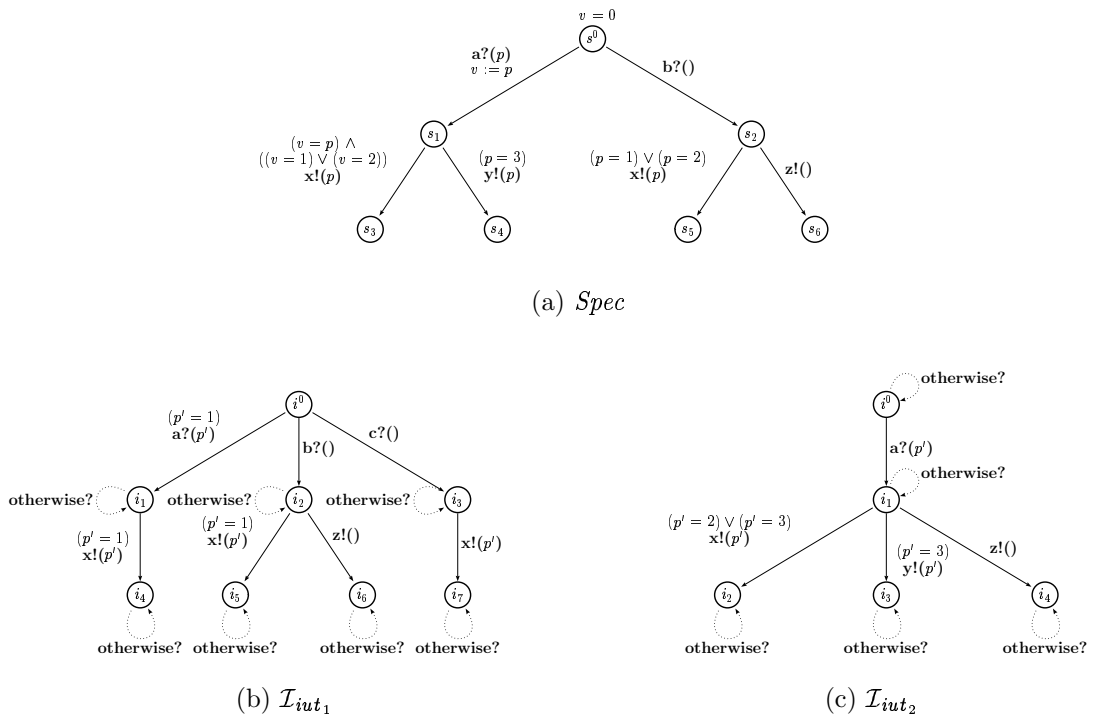 v = 0
s⁰
a?(p)
v := p
b?()
s₁
s₂
(v = p) ∧
((v = 1) ∨ (v = 2))
x!(p)
(p = 3)
y!(p)
(p = 1) ∨ (p = 2)
x!(p)
z!()
s₃
s₄
s₅
s₆
(a) Spec
i⁰
(p′ = 1)
a?(p′)
b?()
c?()
otherwise?
i₁
otherwise?
i₂
otherwise?
i₃
(p′ = 1)
x!(p′)
(p′ = 1)
x!(p′)
z!()
x!(p′)
i₄
i₅
i₆
i₇
otherwise?
otherwise?
otherwise?
otherwise?
(b) ℐiut₁
otherwise?
i⁰
a?(p′)
otherwise?
i₁
(p′ = 2) ∨ (p′ = 3)
x!(p′)
(p′ = 3)
y!(p′)
z!()
i₂
i₃
i₄
otherwise?
otherwise?
otherwise?
(c) ℐiut₂